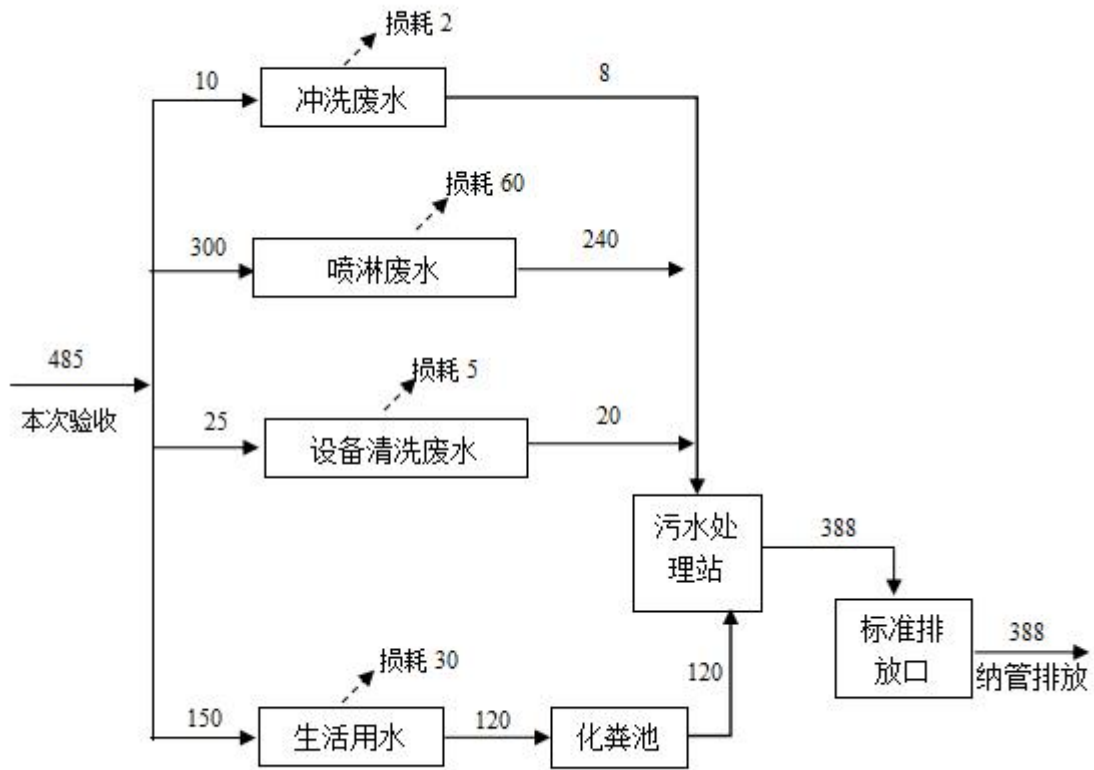 损耗 2
10
冲洗废水
8
损耗 60
300
喷淋废水
240
485
本次验收
损耗 5
25
设备清洗废水
20
污水处
理站
388
标准排
放口
388
纳管排放
损耗 30
150
生活用水
120
化粪池
120